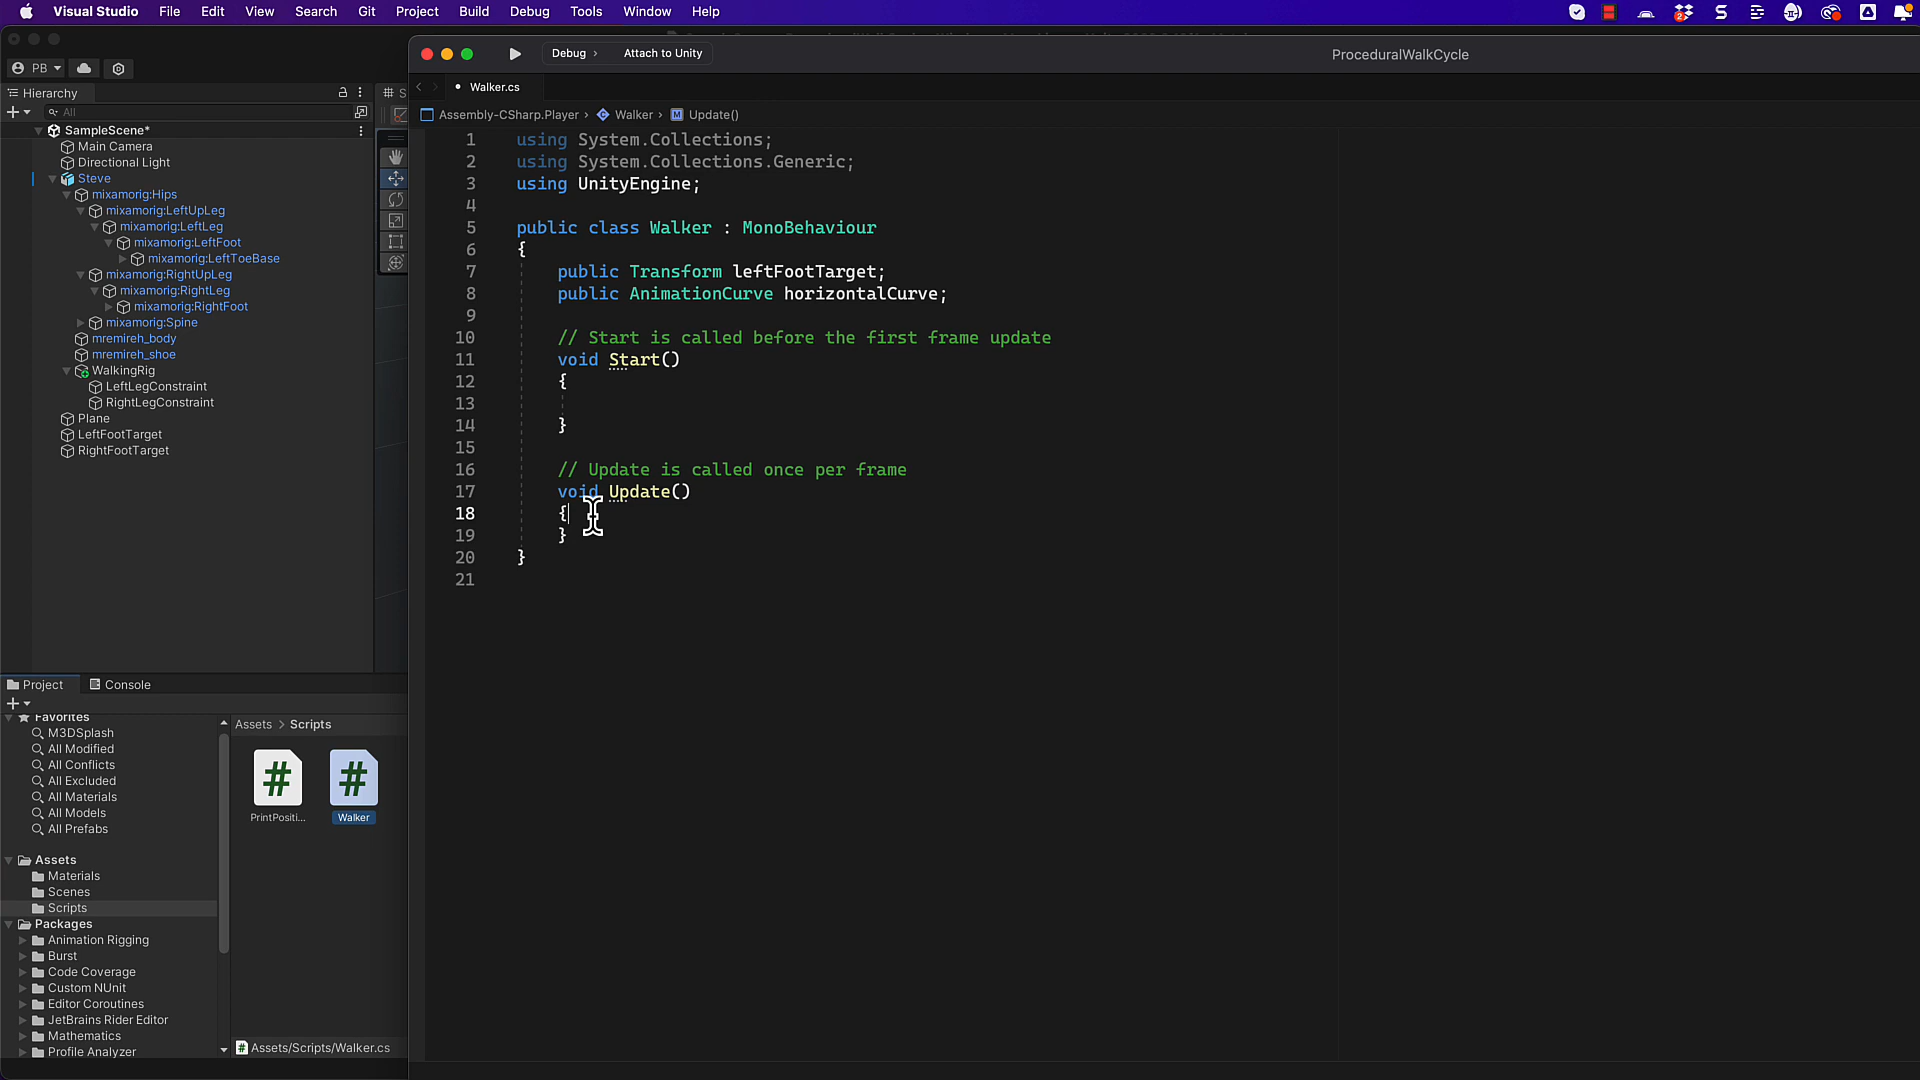 Visual Studio File Edit View Search Git Project Build Debug Tools Window Help
PB
Debug › Attach to Unity
ProceduralWalkCycle
Hierarchy
All
Walker.cs
Assembly-CSharp.Player › Walker › Update()
SampleScene*
Main Camera
Directional Light
Steve
mixamorig:Hips
mixamorig:LeftUpLeg
mixamorig:LeftLeg
mixamorig:LeftFoot
mixamorig:LeftToeBase
mixamorig:RightUpLeg
mixamorig:RightLeg
mixamorig:RightFoot
mixamorig:Spine
mremireh_body
mremireh_shoe
WalkingRig
LeftLegConstraint
RightLegConstraint
Plane
LeftFootTarget
RightFootTarget
1 using System.Collections;
2 using System.Collections.Generic;
3 using UnityEngine;
4
5 public class Walker : MonoBehaviour
6 {
7 public Transform leftFootTarget;
8 public AnimationCurve horizontalCurve;
9
10 // Start is called before the first frame update
11 void Start()
12 {
13
14 }
15
16 // Update is called once per frame
17 void Update()
18 {
19 }
20 }
21
Project Console
Favorites
M3DSplash
All Modified
All Conflicts
All Excluded
All Materials
All Models
All Prefabs
Assets
Materials
Scenes
Scripts
Packages
Animation Rigging
Burst
Code Coverage
Custom NUnit
Editor Coroutines
JetBrains Rider Editor
Mathematics
Profile Analyzer
Assets > Scripts
PrintPositi...
Walker
Assets/Scripts/Walker.cs